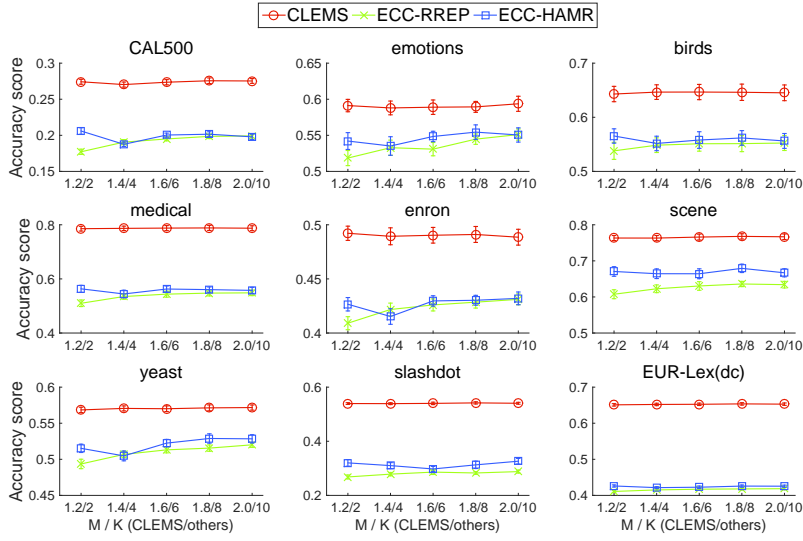 CLEMS ECC-RREP ECC-HAMR
CAL500 emotions birds
Accuracy score
0.3 0.6 0.7
0.25 0.55 0.6
0.2 0.5 0.5
0.15
1.2/2 1.4/4 1.6/6 1.8/8 2.0/10 1.2/2 1.4/4 1.6/6 1.8/8 2.0/10 1.2/2 1.4/4 1.6/6 1.8/8 2.0/10
medical enron scene
Accuracy score
0.8 0.5 0.8
0.6 0.45 0.7
0.4 0.4 0.6
0.5
1.2/2 1.4/4 1.6/6 1.8/8 2.0/10 1.2/2 1.4/4 1.6/6 1.8/8 2.0/10 1.2/2 1.4/4 1.6/6 1.8/8 2.0/10
yeast slashdot EUR-Lex(dc)
Accuracy score
0.6 0.6 0.7
0.55 0.4 0.6
0.5 0.2 0.5
0.45 0.4
1.2/2 1.4/4 1.6/6 1.8/8 2.0/10 1.2/2 1.4/4 1.6/6 1.8/8 2.0/10 1.2/2 1.4/4 1.6/6 1.8/8 2.0/10
M / K (CLEMS/others) M / K (CLEMS/others) M / K (CLEMS/others)